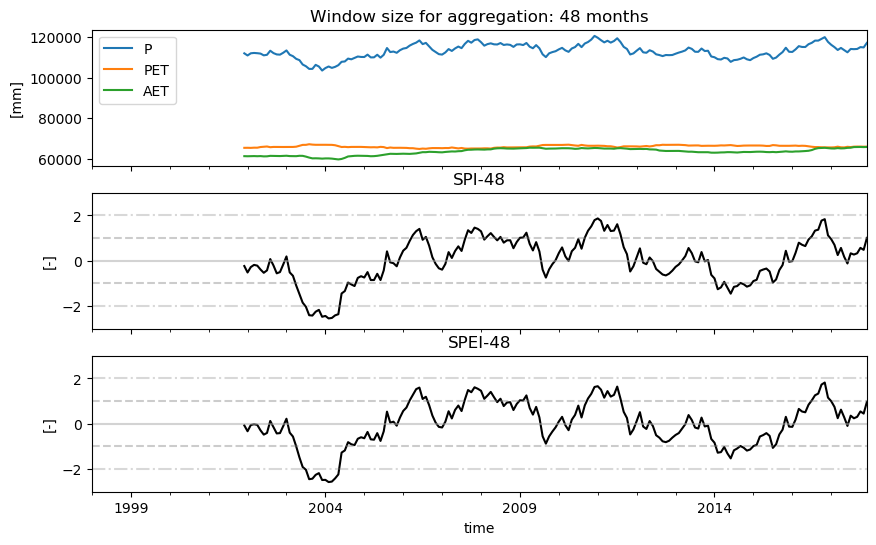 Window size for aggregation: 48 months
120000
100000
80000
60000
[mm]
P
PET
AET
SPI-48
2
0
−2
[-]
SPEI-48
2
0
−2
[-]
1999
2004
2009
2014
time